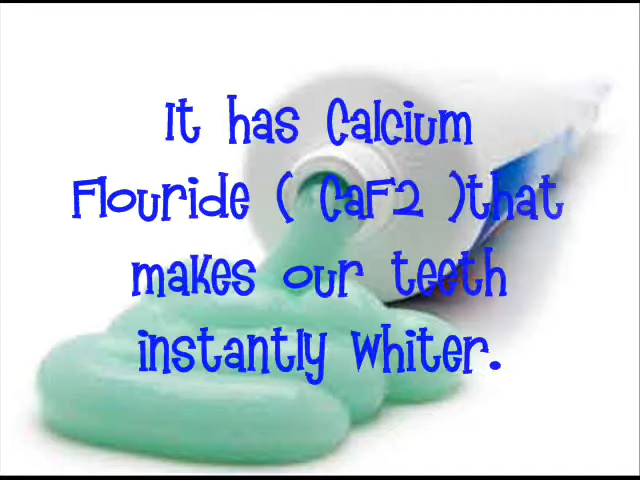 It has Calcium
Flouride ( CaF2 )that
makes our teeth
instantly whiter.